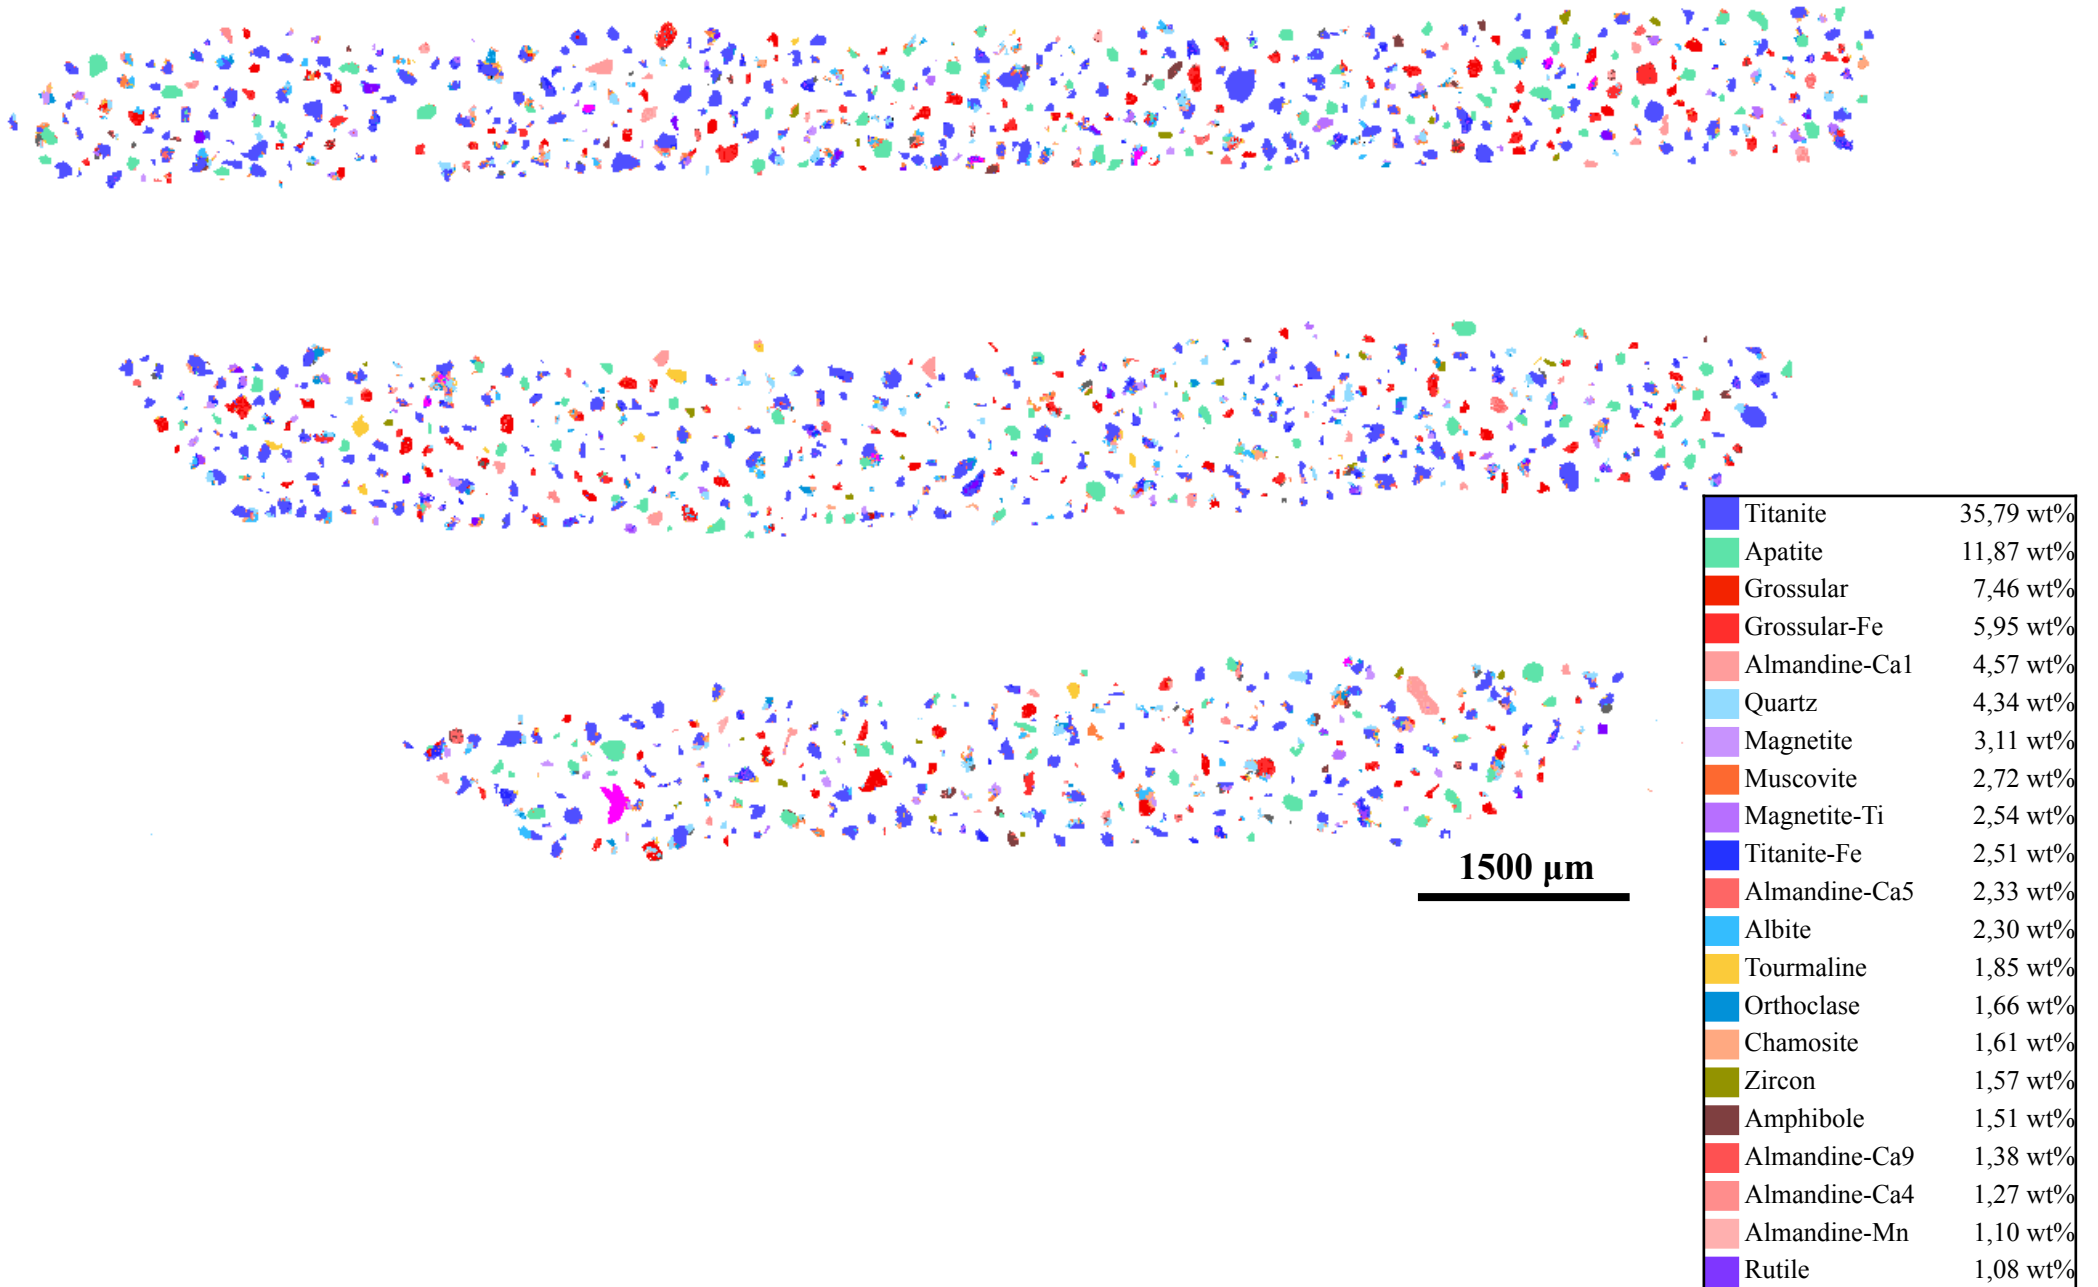 1500 µm
Titanite 35,79 wt%
Apatite 11,87 wt%
Grossular 7,46 wt%
Grossular-Fe 5,95 wt%
Almandine-Ca1 4,57 wt%
Quartz 4,34 wt%
Magnetite 3,11 wt%
Muscovite 2,72 wt%
Magnetite-Ti 2,54 wt%
Titanite-Fe 2,51 wt%
Almandine-Ca5 2,33 wt%
Albite 2,30 wt%
Tourmaline 1,85 wt%
Orthoclase 1,66 wt%
Chamosite 1,61 wt%
Zircon 1,57 wt%
Amphibole 1,51 wt%
Almandine-Ca9 1,38 wt%
Almandine-Ca4 1,27 wt%
Almandine-Mn 1,10 wt%
Rutile 1,08 wt%